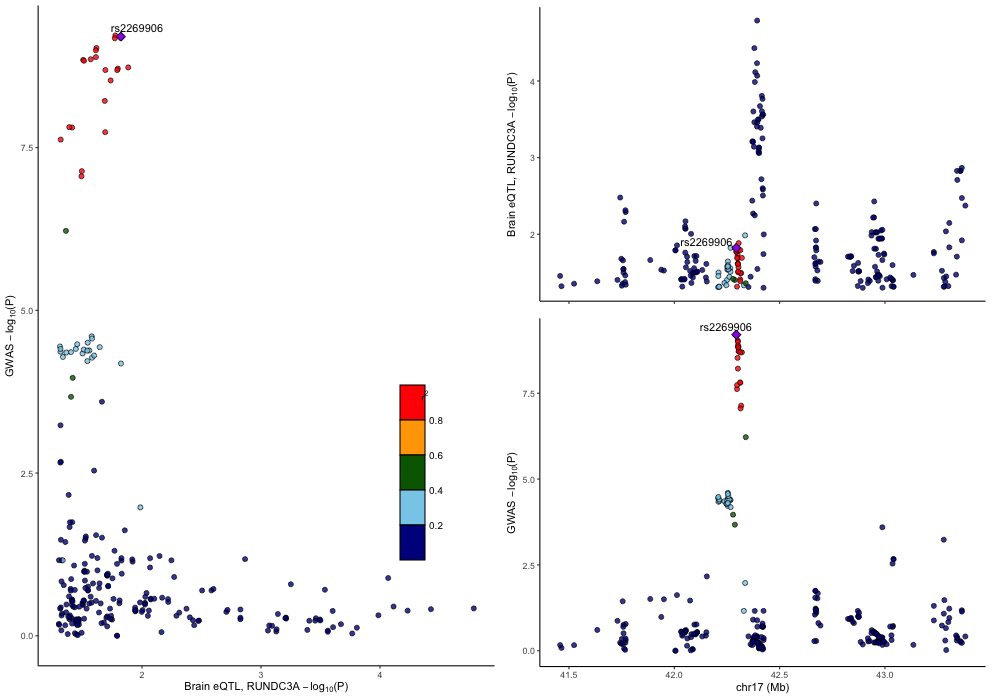 rs2269906
7.5
5.0
2.5
0.0
GWAS −log10(P)
2
3
4
Brain eQTL, RUNDC3A −log10(P)
r2
0.8
0.6
0.4
0.2
4
3
2
Brain eQTL, RUNDC3A −log10(P)
rs2269906
rs2269906
7.5
5.0
2.5
0.0
GWAS −log10(P)
41.5
42.0
42.5
43.0
chr17 (Mb)